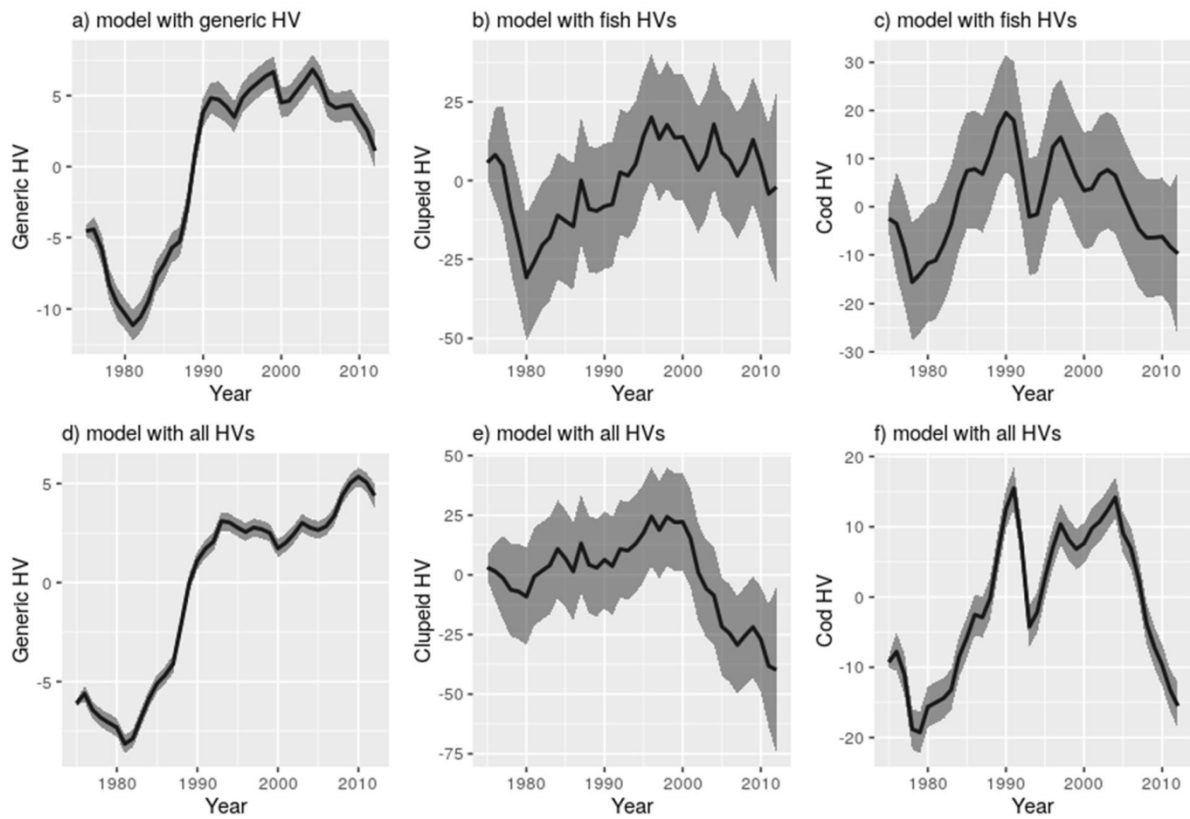 a) model with generic HV
Generic HV
5
0
-5
-10
1980 1990 2000 2010
Year
b) model with fish HVs
Clupeid HV
25
0
-25
-50
1980 1990 2000 2010
Year
c) model with fish HVs
Cod HV
30
20
10
0
-10
-20
-30
1980 1990 2000 2010
Year
d) model with all HVs
Generic HV
5
0
-5
1980 1990 2000 2010
Year
e) model with all HVs
Clupeid HV
50
25
0
-25
-50
-75
1980 1990 2000 2010
Year
f) model with all HVs
Cod HV
20
10
0
-10
-20
1980 1990 2000 2010
Year